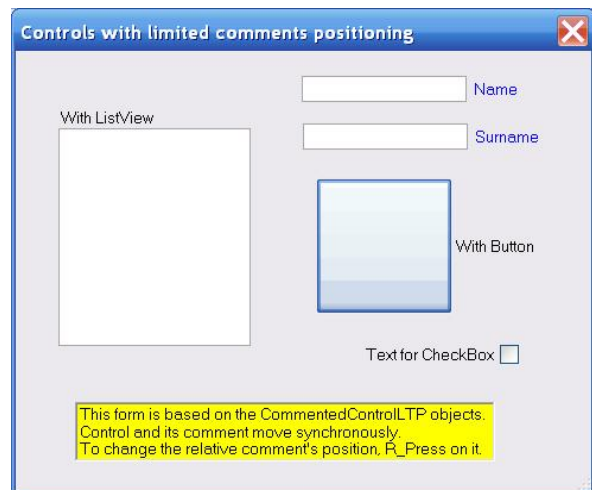 Controls with limited comments positioning
Name
With ListView
Surname
With Button
Text for CheckBox
This form is based on the CommentedControlLTP objects.
Control and its comment move synchronously.
To change the relative comment's position, R_Press on it.